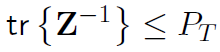 tr{𝐙⁻¹} ≤ P_T